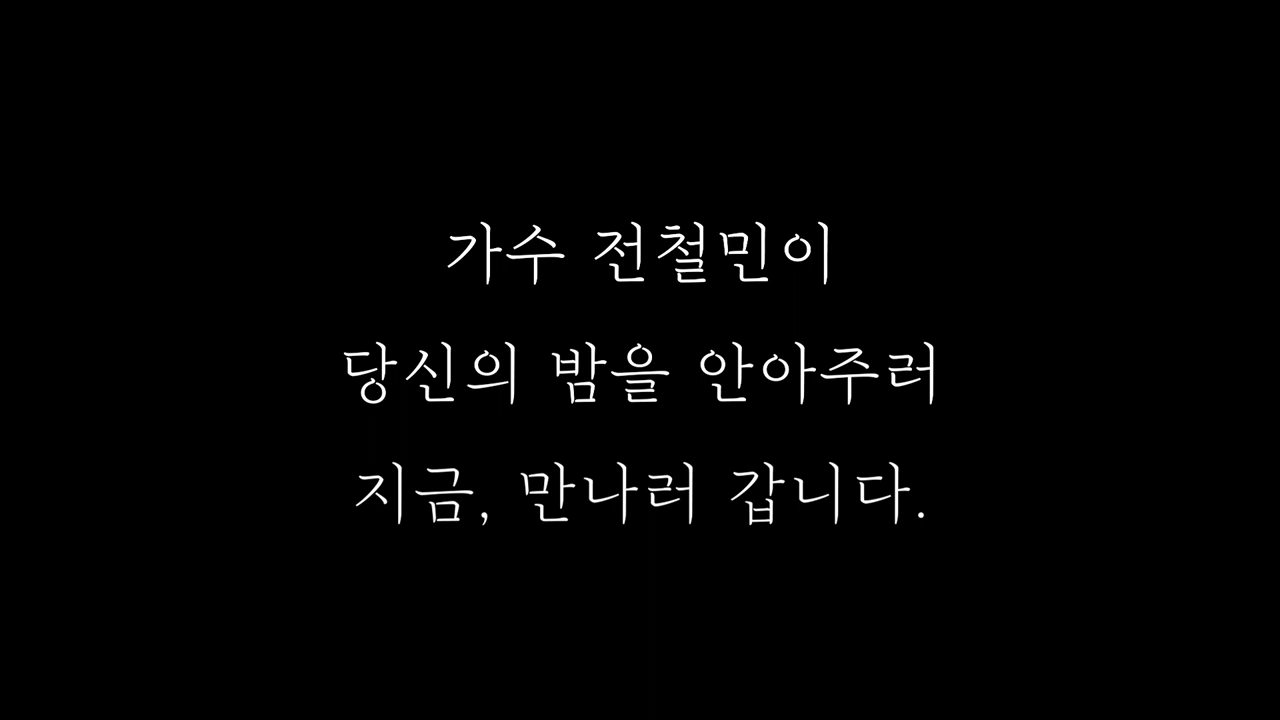 가수 전철민이
당신의 밤을 안아주러
지금, 만나러 갑니다.